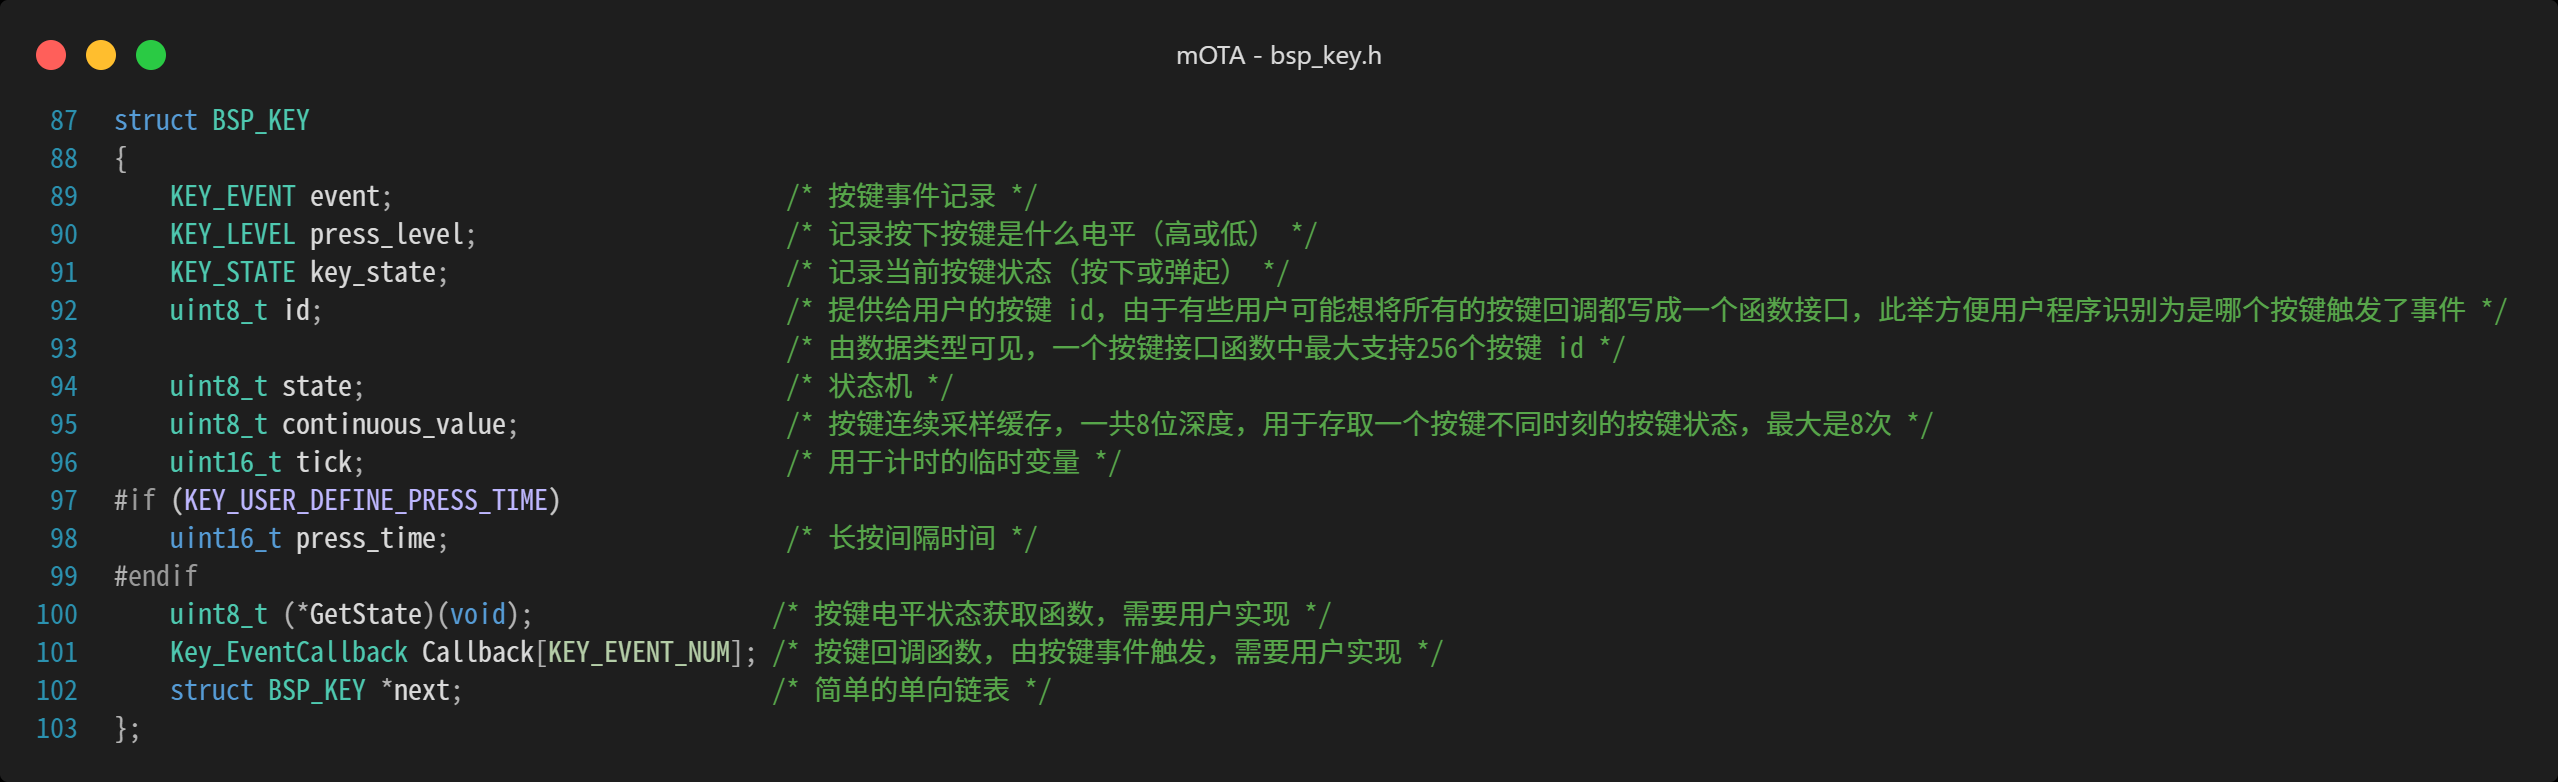 mOTA - bsp_key.h
87 struct BSP_KEY
88 {
89     KEY_EVENT event;                            /* 按键事件记录 */
90     KEY_LEVEL press_level;                      /* 记录按下按键是什么电平（高或低） */
91     KEY_STATE key_state;                        /* 记录当前按键状态（按下或弹起） */
92     uint8_t id;                                 /* 提供给用户的按键 id，由于有些用户可能想将所有的按键回调都写成一个函数接口，此举方便用户程序识别为是哪个按键触发了事件 */
93                                                 /* 由数据类型可见，一个按键接口函数中最大支持256个按键 id */
94     uint8_t state;                              /* 状态机 */
95     uint8_t continuous_value;                   /* 按键连续采样缓存，一共8位深度，用于存取一个按键不同时刻的按键状态，最大是8次 */
96     uint16_t tick;                              /* 用于计时的临时变量 */
97 #if (KEY_USER_DEFINE_PRESS_TIME)
98     uint16_t press_time;                        /* 长按间隔时间 */
99 #endif
100     uint8_t (*GetState)(void);                 /* 按键电平状态获取函数，需要用户实现 */
101     Key_EventCallback Callback[KEY_EVENT_NUM]; /* 按键回调函数，由按键事件触发，需要用户实现 */
102     struct BSP_KEY *next;                      /* 简单的单向链表 */
103 };